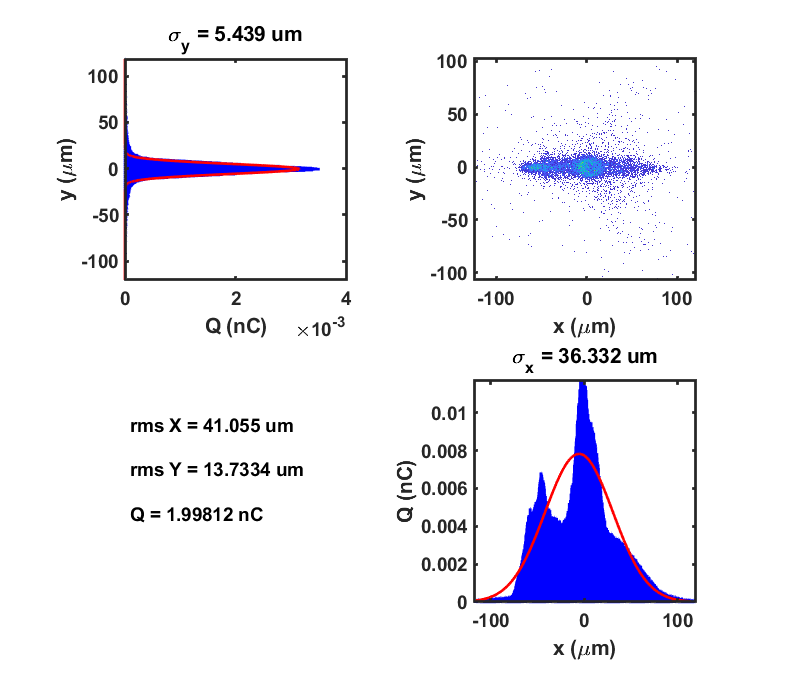 σy = 5.439 um
100
50
0
-50
-100
y (μm)
0 2 4
Q (nC) ×10-3
100
50
0
-50
-100
y (μm)
-100 0 100
x (μm)
rms X = 41.055 um
rms Y = 13.7334 um
Q = 1.99812 nC
σx = 36.332 um
0.01
0.008
0.006
0.004
0.002
0
Q (nC)
-100 0 100
x (μm)